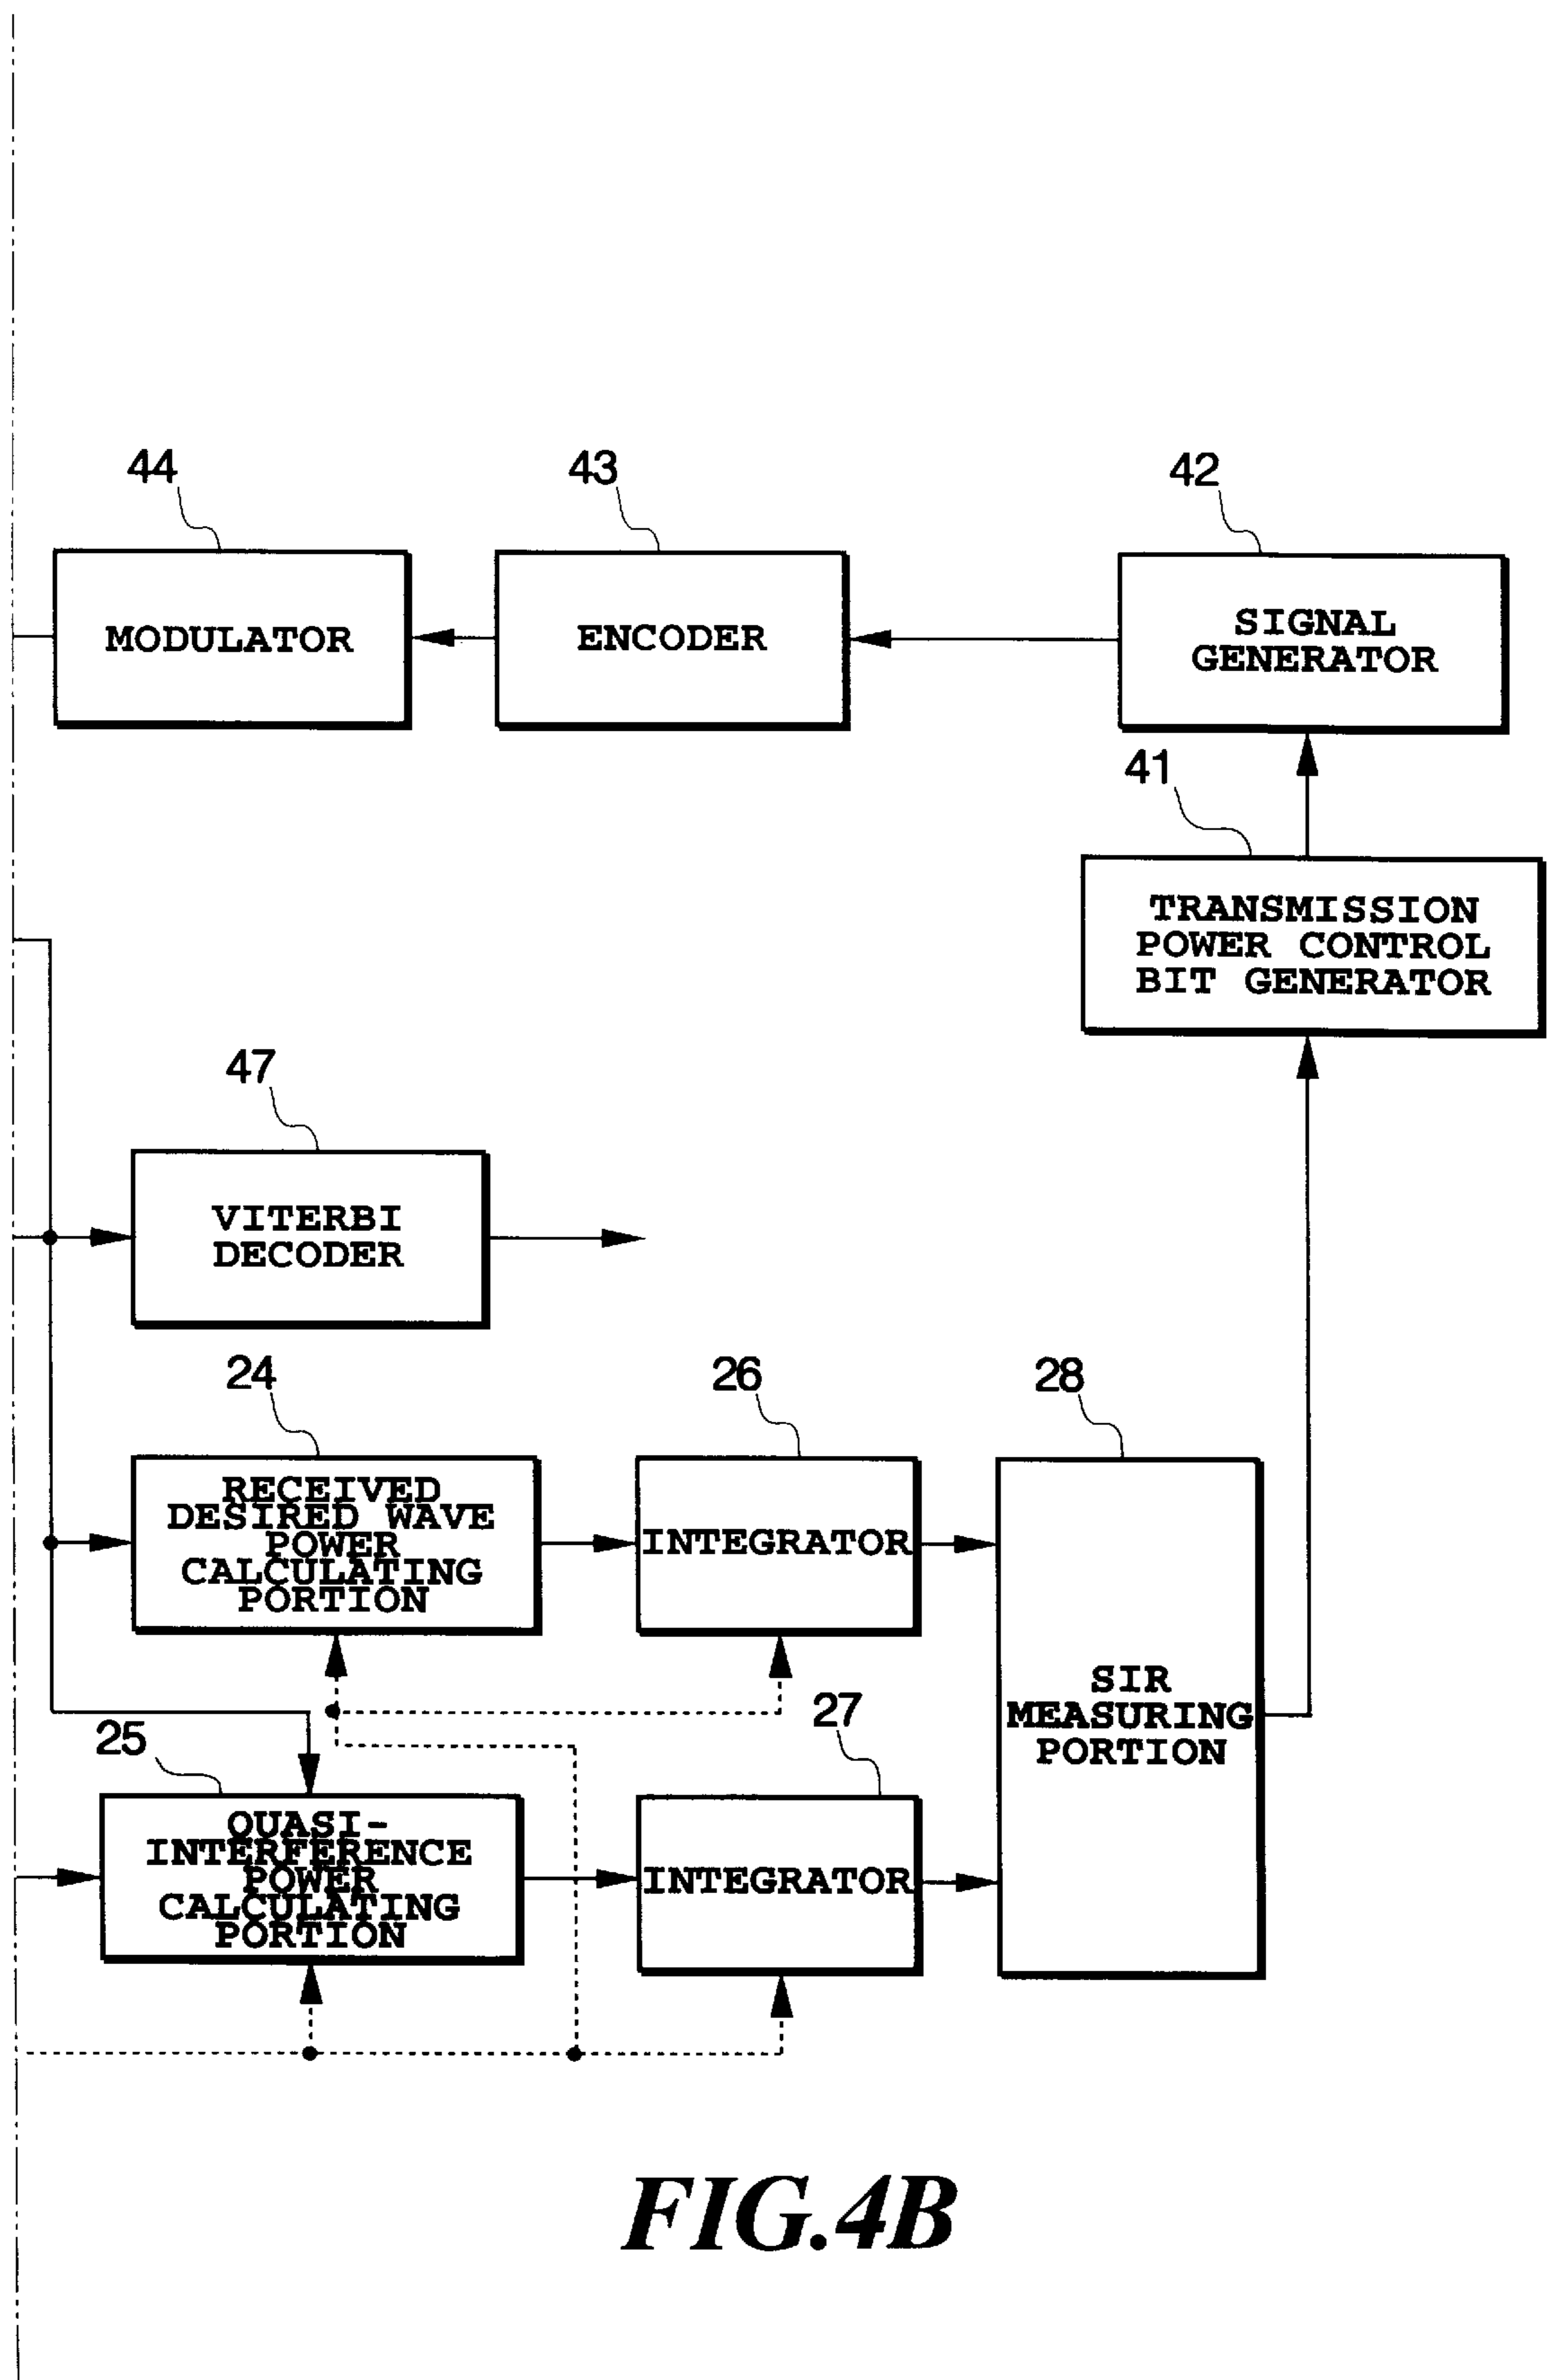 44
43
42
MODULATOR
ENCODER
SIGNAL
GENERATOR
41
TRANSMISSION
POWER CONTROL
BIT GENERATOR
47
VITERBI
DECODER
24
26
28
RECEIVED
DESIRED WAVE
POWER
CALCULATING
PORTION
INTEGRATOR
SIR
MEASURING
PORTION
25
27
QUASI-
INTERFERENCE
POWER
CALCULATING
PORTION
INTEGRATOR
FIG.4B